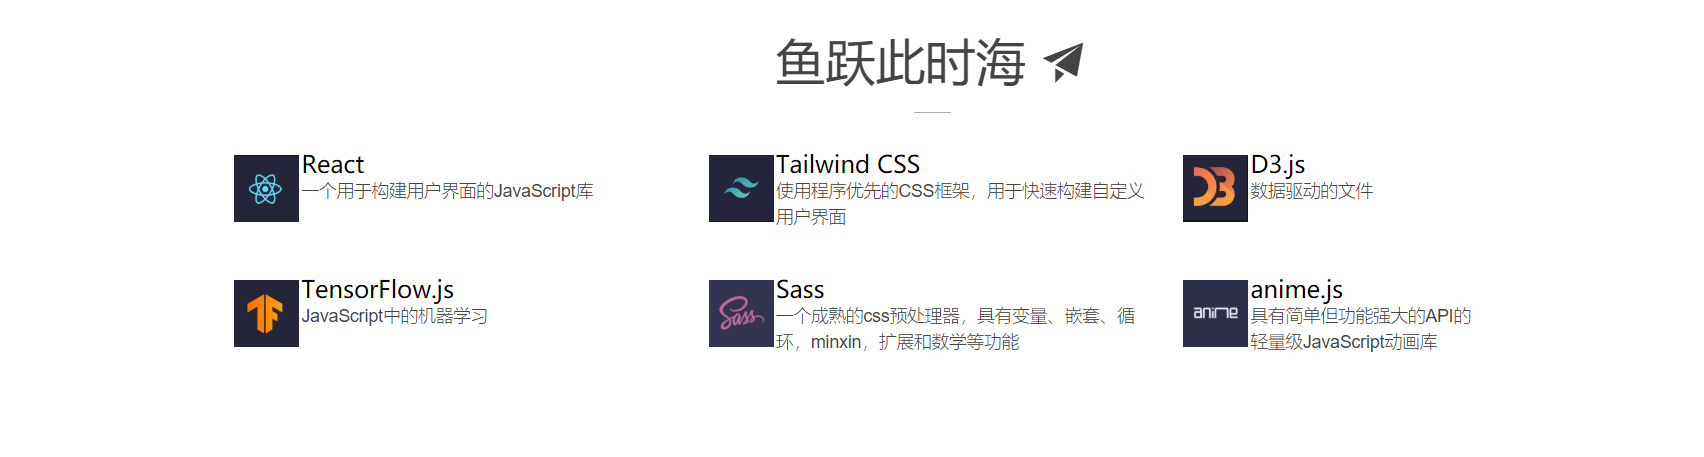 鱼跃此时海
React
一个用于构建用户界面的JavaScript库
Tailwind CSS
使用程序优先的CSS框架，用于快速构建自定义
用户界面
D3.js
数据驱动的文件
D3
TensorFlow.js
JavaScript中的机器学习
Sass
Sass
一个成熟的css预处理器，具有变量、嵌套、循
环，minxin，扩展和数学等功能
anime
anime.js
具有简单但功能强大的API的
轻量级JavaScript动画库